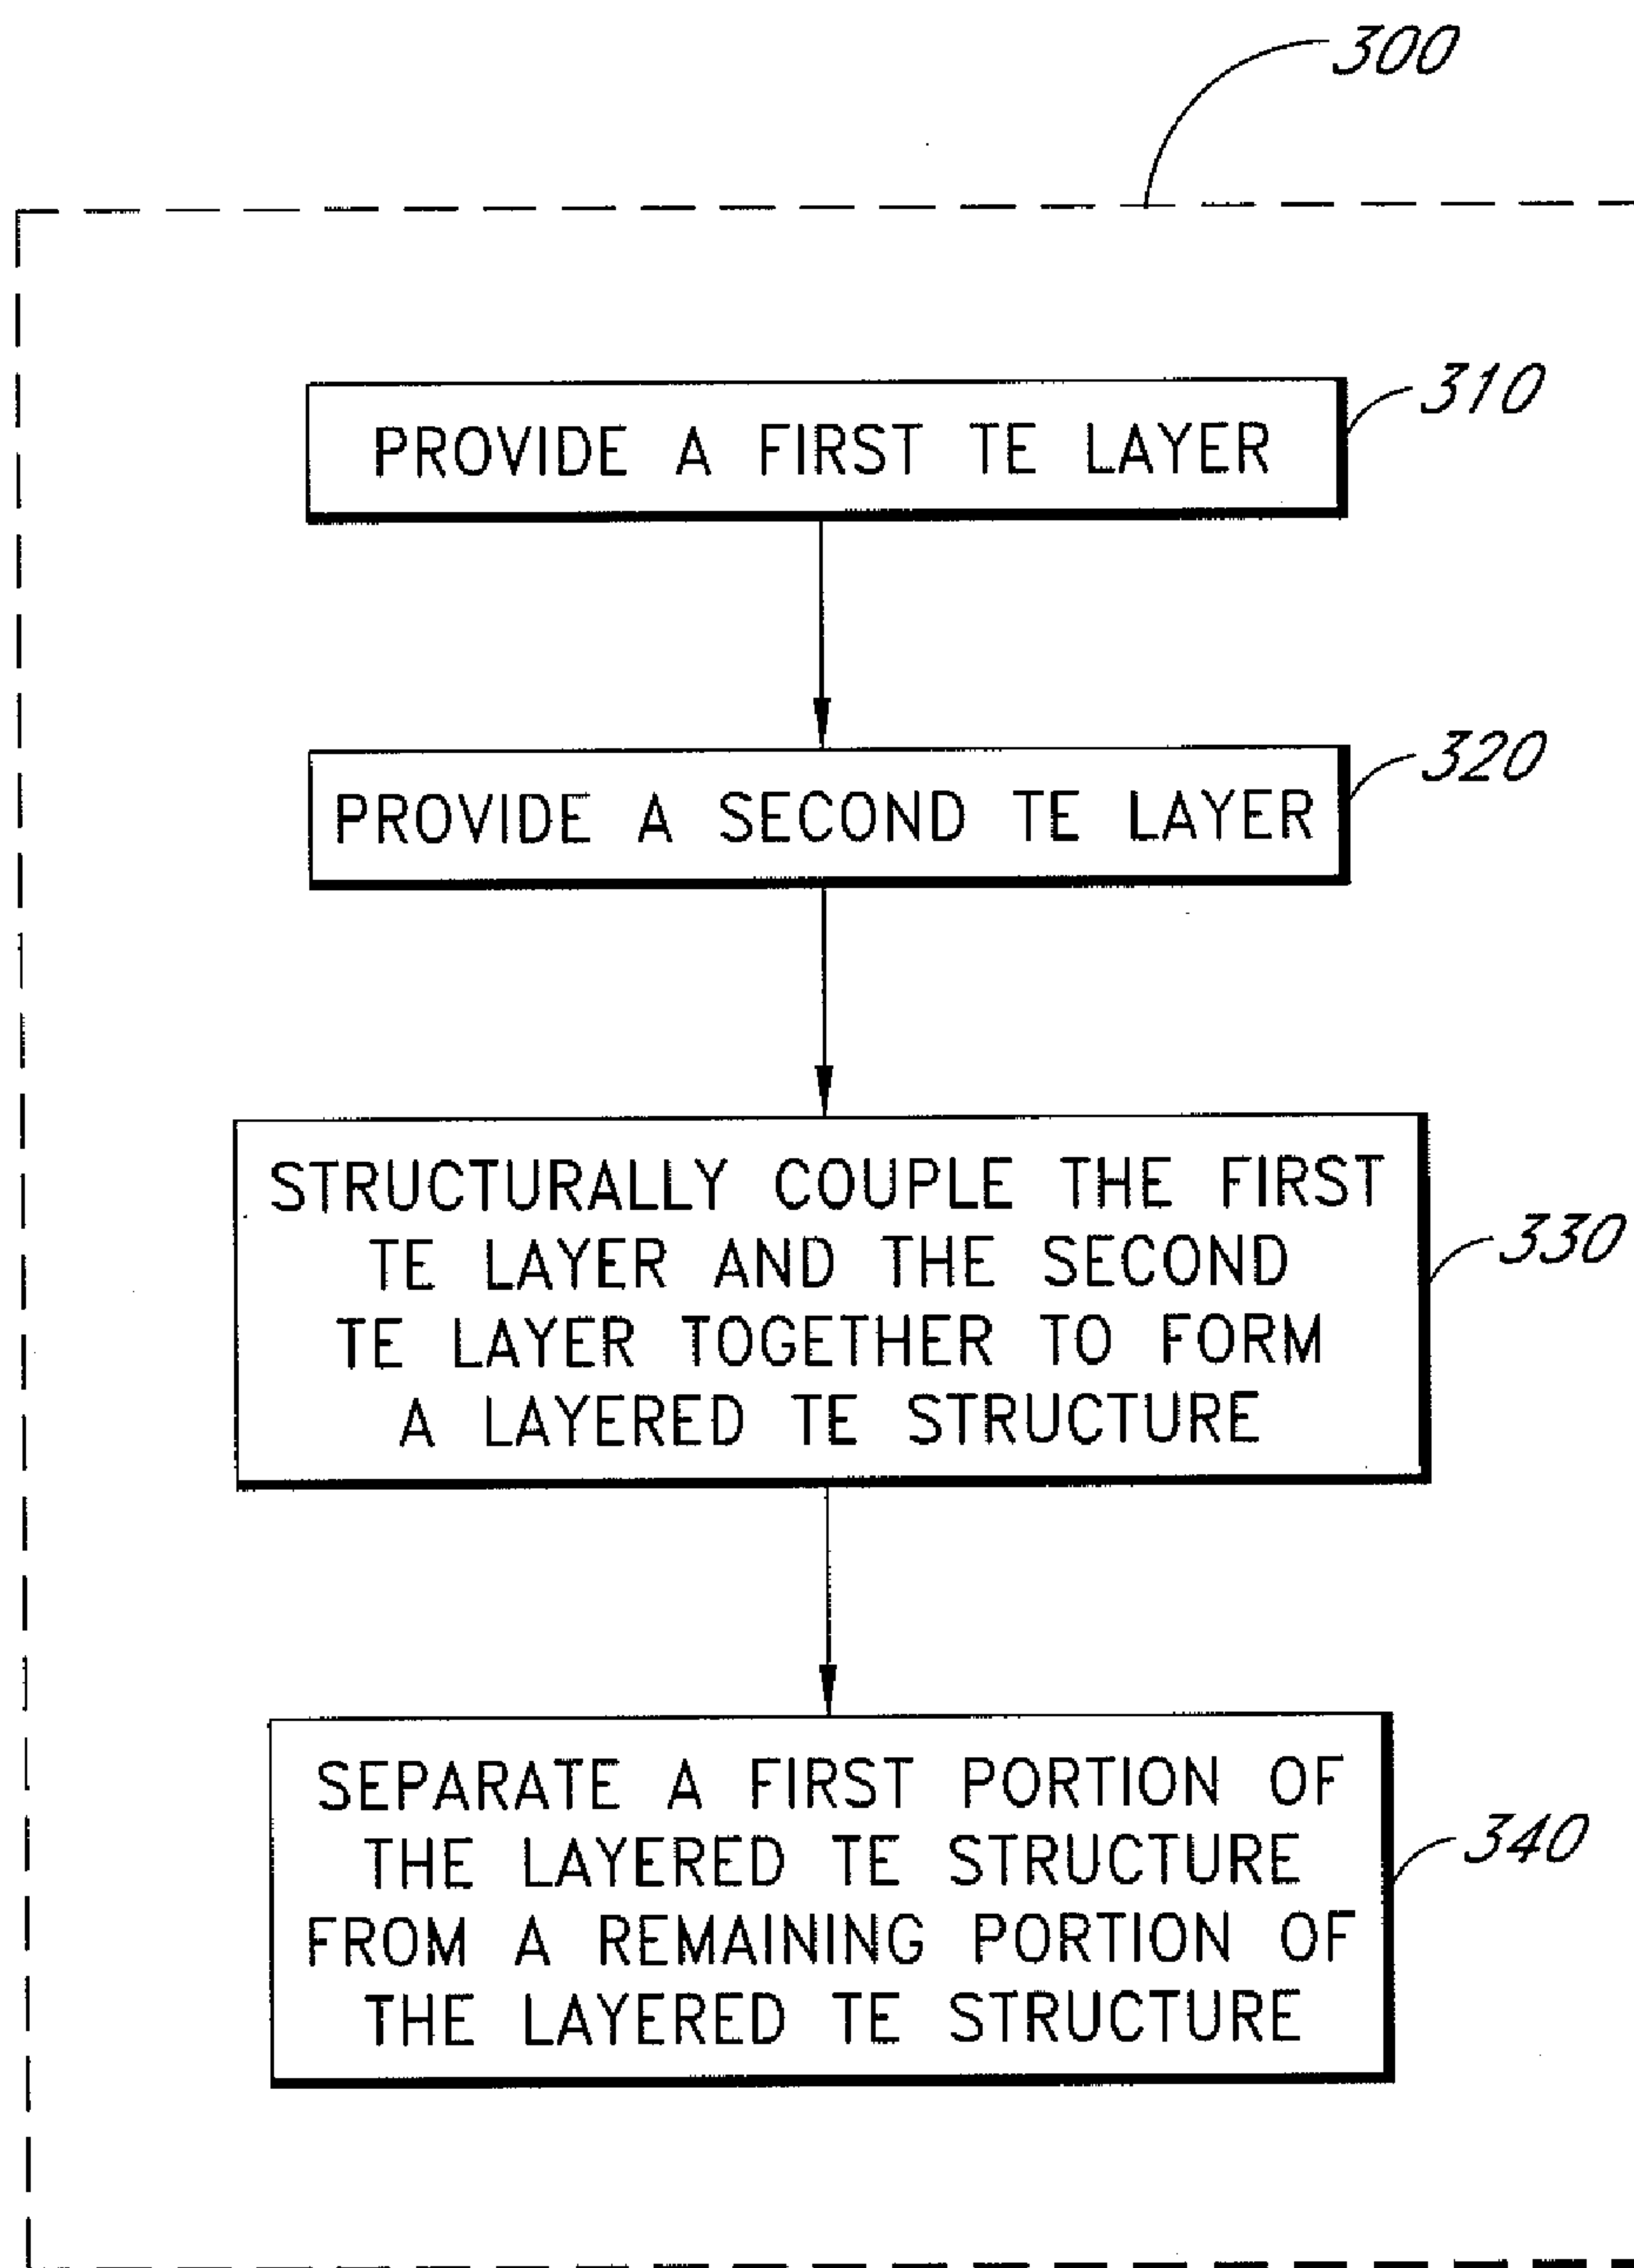 300
310
PROVIDE A FIRST TE LAYER
320
PROVIDE A SECOND TE LAYER
STRUCTURALLY COUPLE THE FIRST
TE LAYER AND THE SECOND
TE LAYER TOGETHER TO FORM
A LAYERED TE STRUCTURE
330
SEPARATE A FIRST PORTION OF
THE LAYERED TE STRUCTURE
FROM A REMAINING PORTION OF
THE LAYERED TE STRUCTURE
340